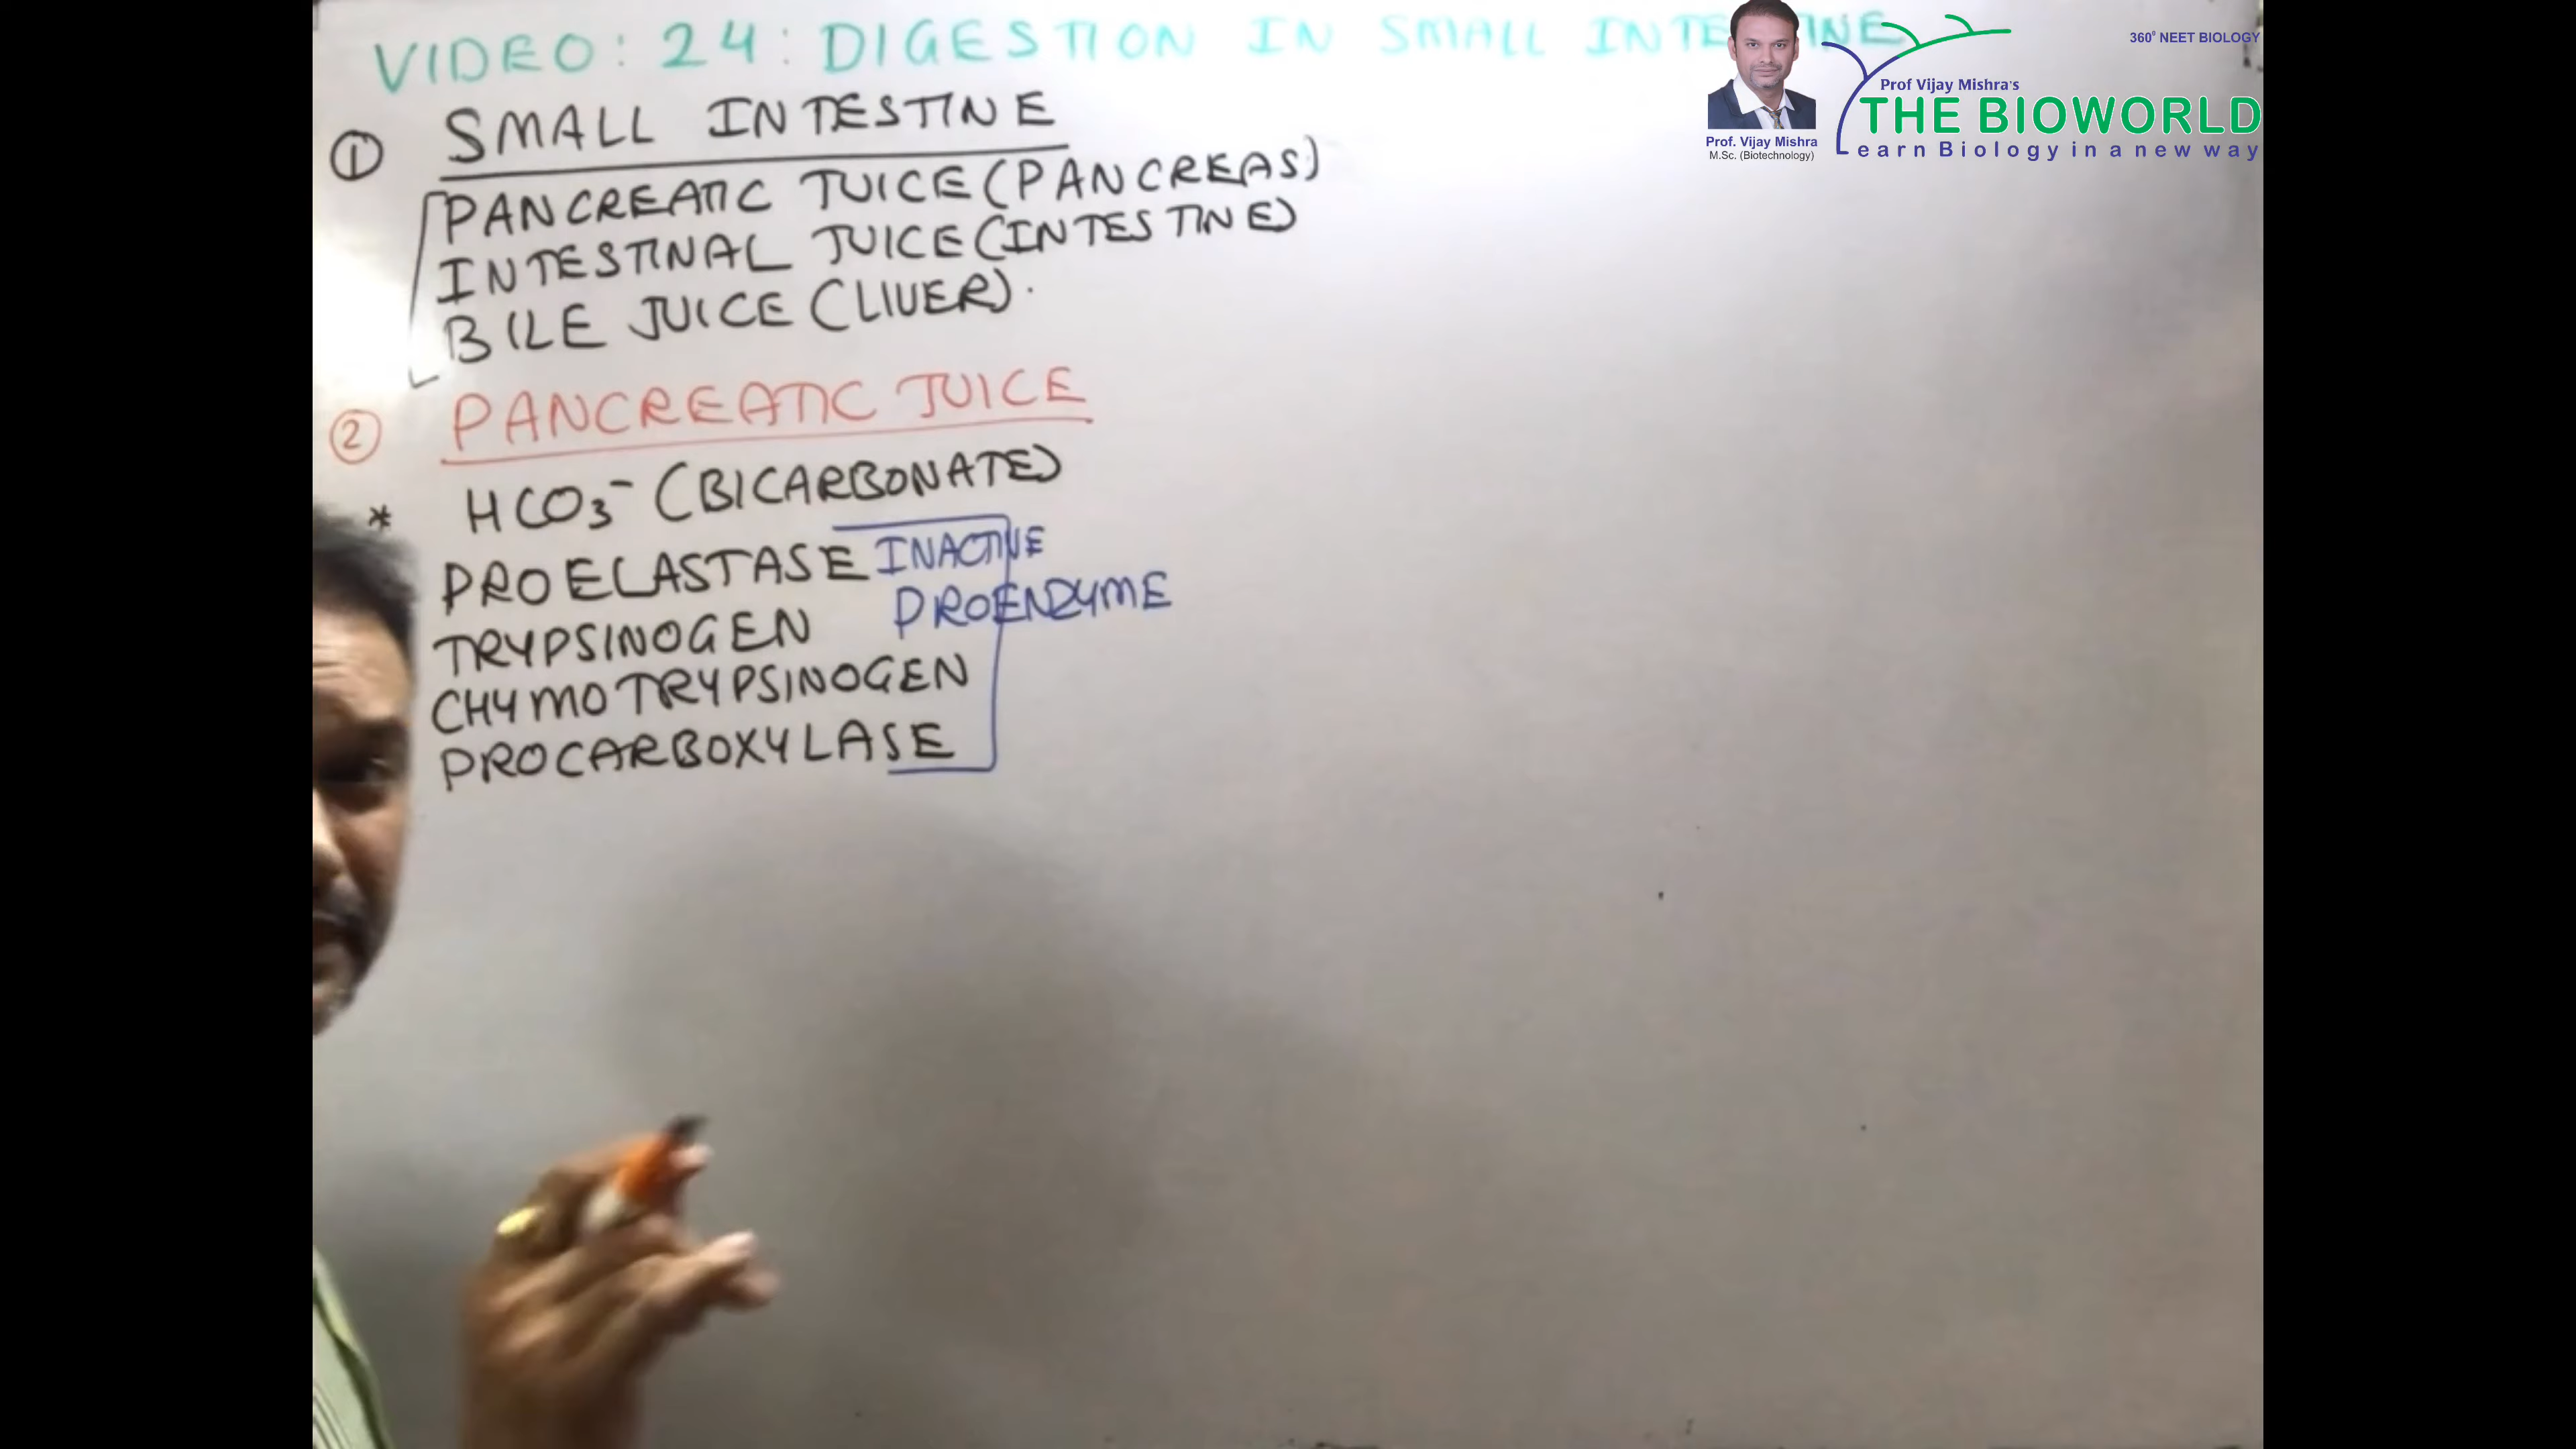 VIDEO: 24: DIGESTION IN SMALL INTESTINE
360° NEET BIOLOGY
Prof Vijay Mishra's
THE BIOWORLD
Learn Biology in a new way
Prof. Vijay Mishra
M.Sc. (Biotechnology)
① SMALL INTESTINE
PANCREATIC JUICE (PANCREAS)
INTESTINAL JUICE (INTESTINE)
BILE JUICE (LIVER).
② PANCREATIC JUICE
* HCO₃⁻ (BICARBONATE)
PROELASTASE INACTIVE
PROENZYME
TRYPSINOGEN
CHYMOTRYPSINOGEN
PROCARBOXYLASE